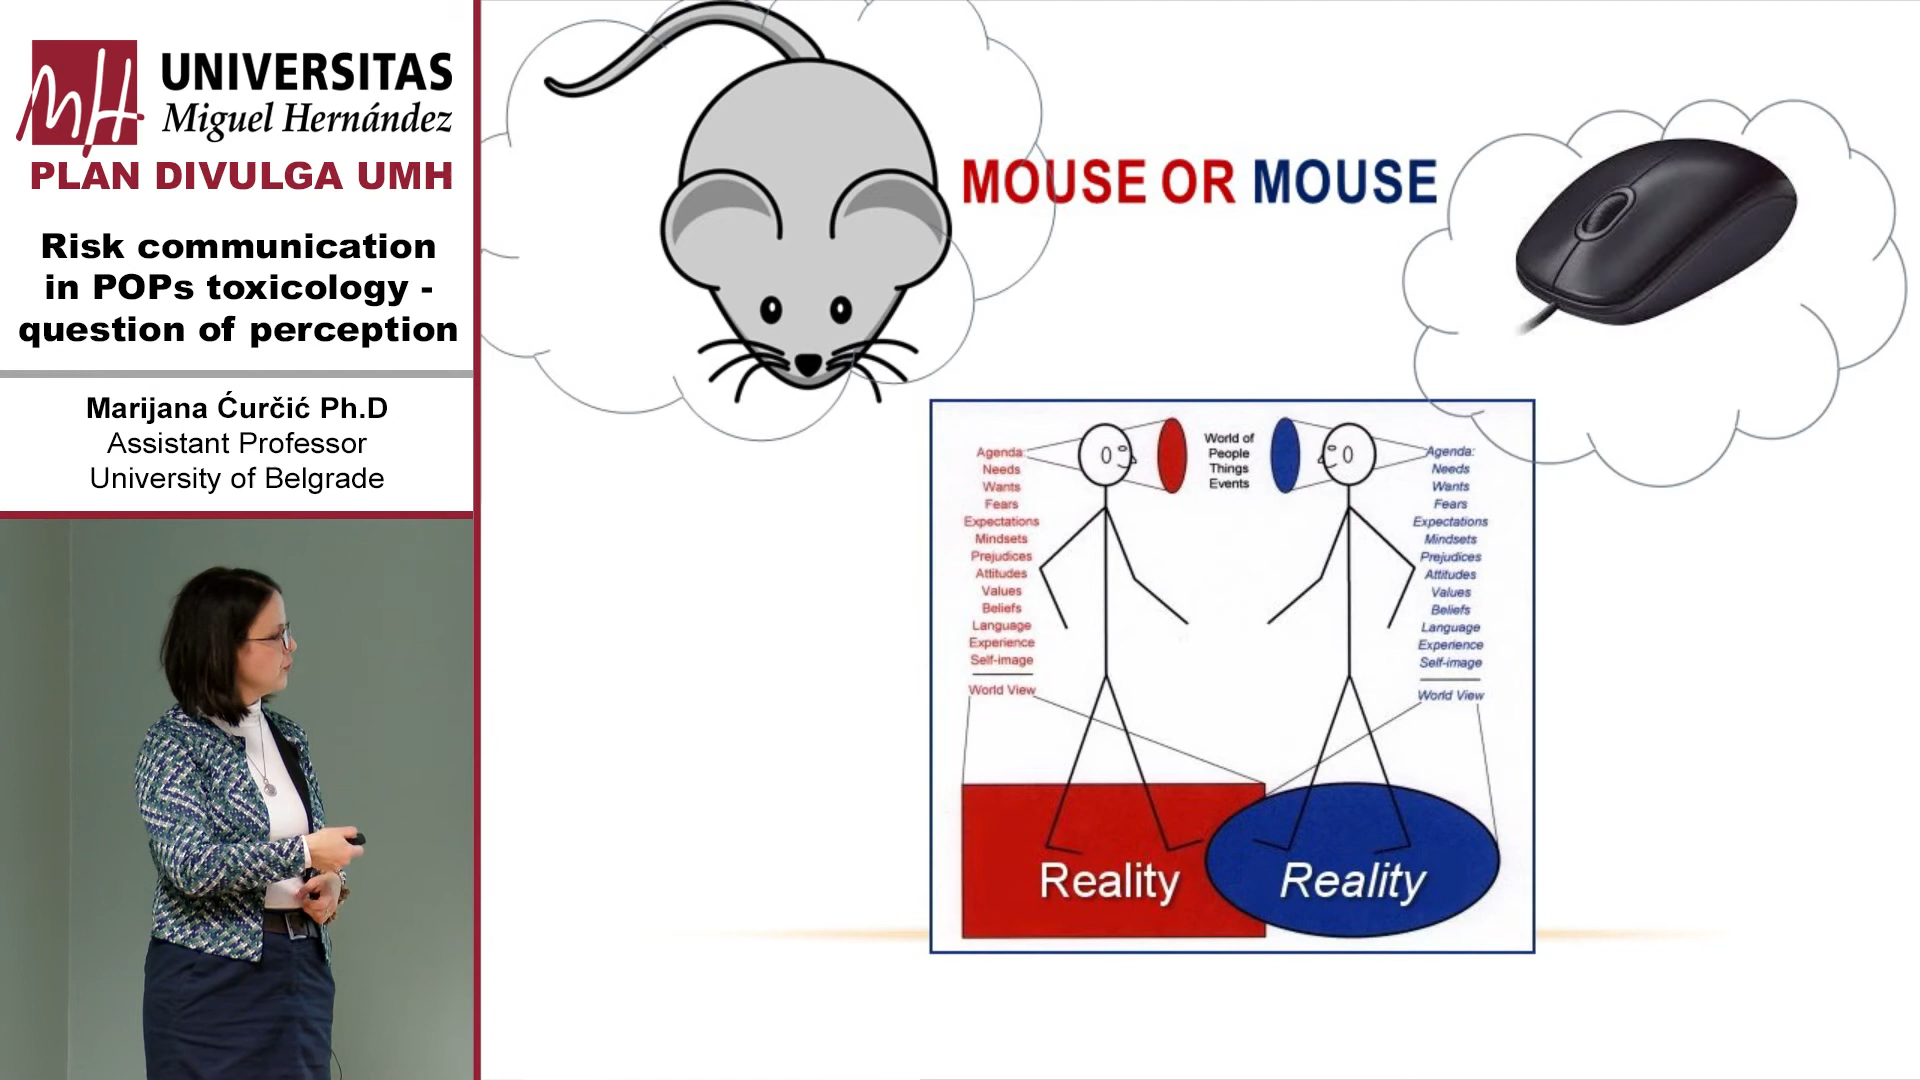 UNIVERSITAS
Miguel Hernández
PLAN DIVULGA UMH
Risk communication
in POPs toxicology -
question of perception
Marijana Ćurčić Ph.D
Assistant Professor
University of Belgrade
MOUSE OR MOUSE
World of
People
Things
Events
Agenda:
Needs
Wants
Fears
Expectations
Mindsets
Prejudices
Attitudes
Values
Beliefs
Language
Experience
Self-image
World View
Agenda:
Needs
Wants
Fears
Expectations
Mindsets
Prejudices
Attitudes
Values
Beliefs
Language
Experience
Self-image
World View
Reality
Reality